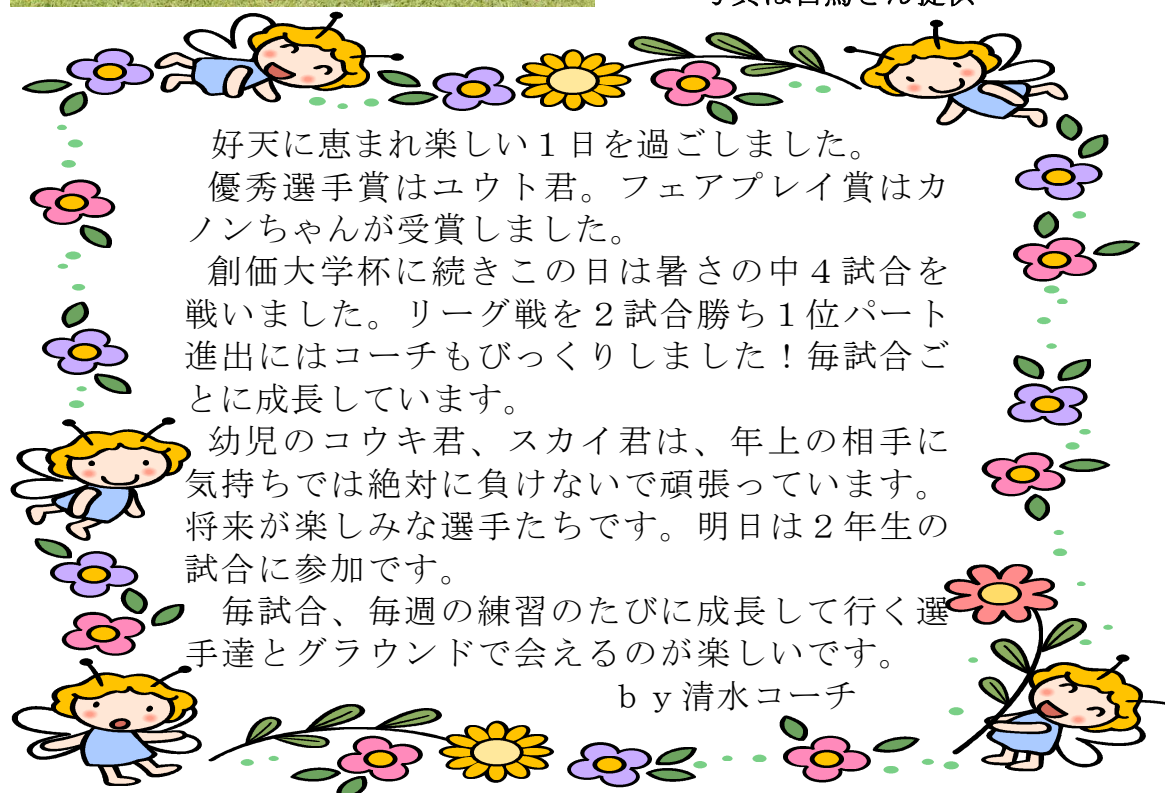 好天に恵まれ楽しい１日を過ごしました。
優秀選手賞はユウト君。フェアプレイ賞はカ
ノンちゃんが受賞しました。
創価大学杯に続きこの日は暑さの中４試合を
戦いました。リーグ戦を２試合勝ち１位パート
進出にはコーチもびっくりしました！毎試合ご
とに成長しています。
幼児のコウキ君、スカイ君は、年上の相手に
気持ちでは絶対に負けないで頑張っています。
将来が楽しみな選手たちです。明日は２年生の
試合に参加です。
毎試合、毎週の練習のたびに成長して行く選
手達とグラウンドで会えるのが楽しいです。
ｂｙ清水コーチ